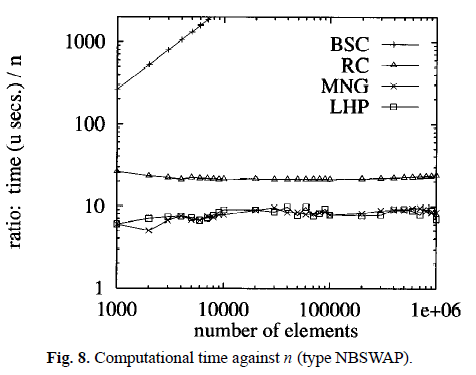 1000
100
10
1
ratio: time (u secs.) / n
BSC
RC
MNG
LHP
1000
10000
100000
1e+06
number of elements
Fig. 8. Computational time against n (type NBSWAP).